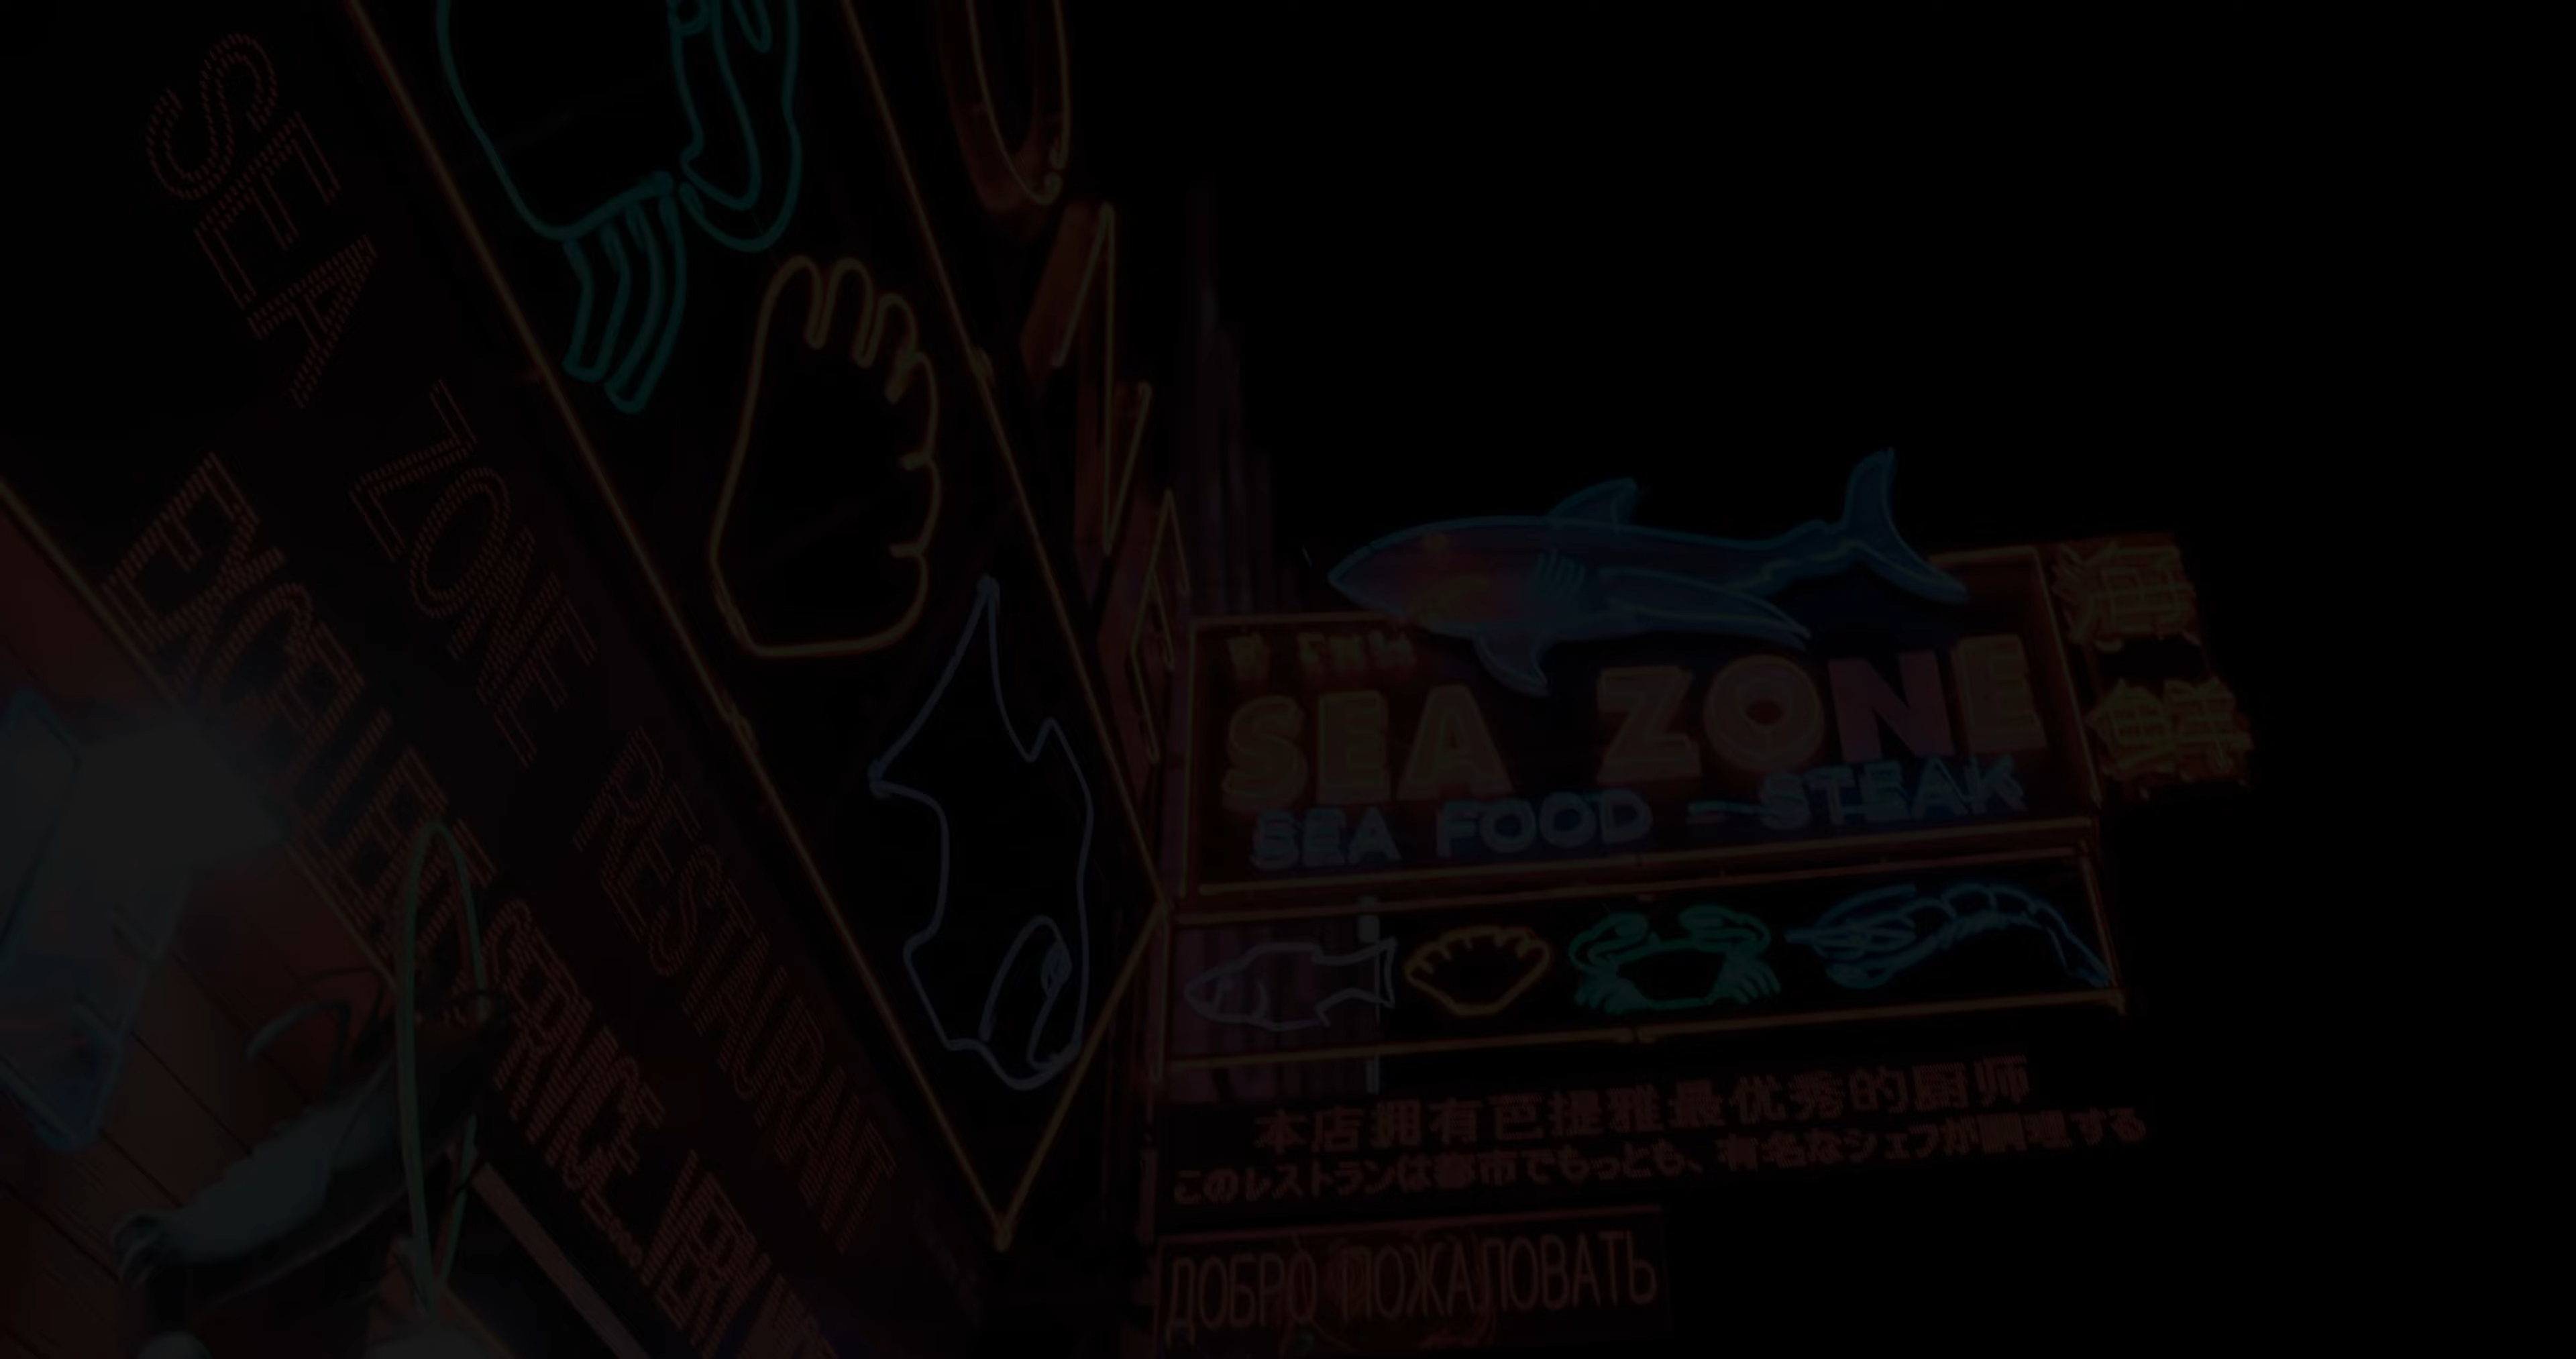 SEA ZONE RESTAURANT
EXCELLENT SERVICE.... VERY
SEA ZONE
SEA FOOD - STEAK
海
鲜
本店拥有芭提雅最优秀的厨师
このレストランは都市でもっとも、有名なシェフが調理する
ДОБРО ПОЖАЛОВАТЬ